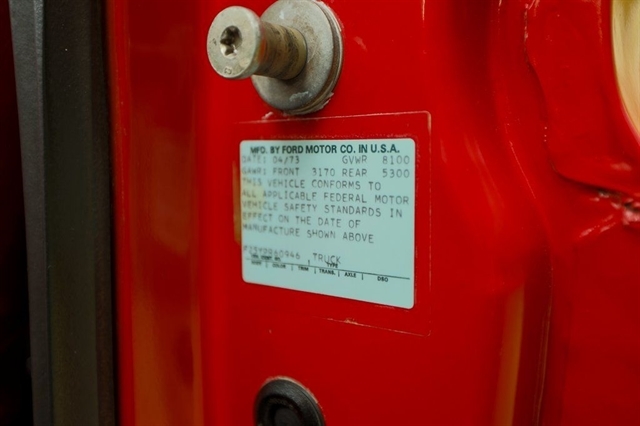 MFD. BY FORD MOTOR CO. IN U.S.A.
DATE: 04/73 GVWR 8100
GAWR: FRONT 3170 REAR 5300
THIS VEHICLE CONFORMS TO
ALL APPLICABLE FEDERAL MOTOR
VEHICLE SAFETY STANDARDS IN
EFFECT ON THE DATE OF
MANUFACTURE SHOWN ABOVE
TRUCK
TYPE
BODY COLOR TRIM TRANS. AXLE DSO